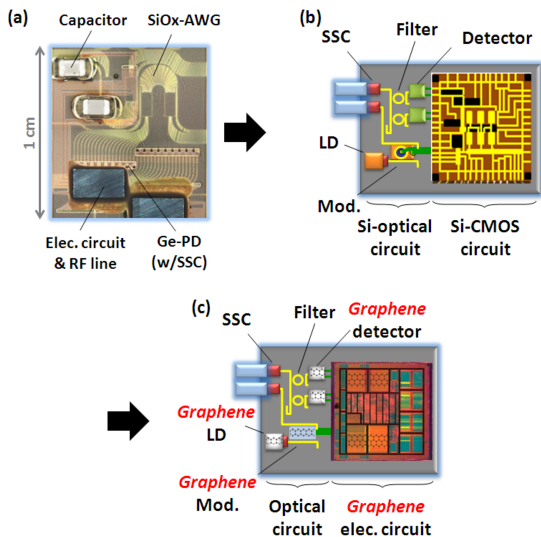 (a)
Capacitor
SiOx-AWG
1 cm
Elec. circuit
& RF line
Ge-PD
(w/SSC)
(b)
SSC
Filter
Detector
LD
Mod.
Si-optical
circuit
Si-CMOS
circuit
(c)
SSC
Filter
Graphene
detector
Graphene
LD
Graphene
Mod.
Optical
circuit
Graphene
elec. circuit